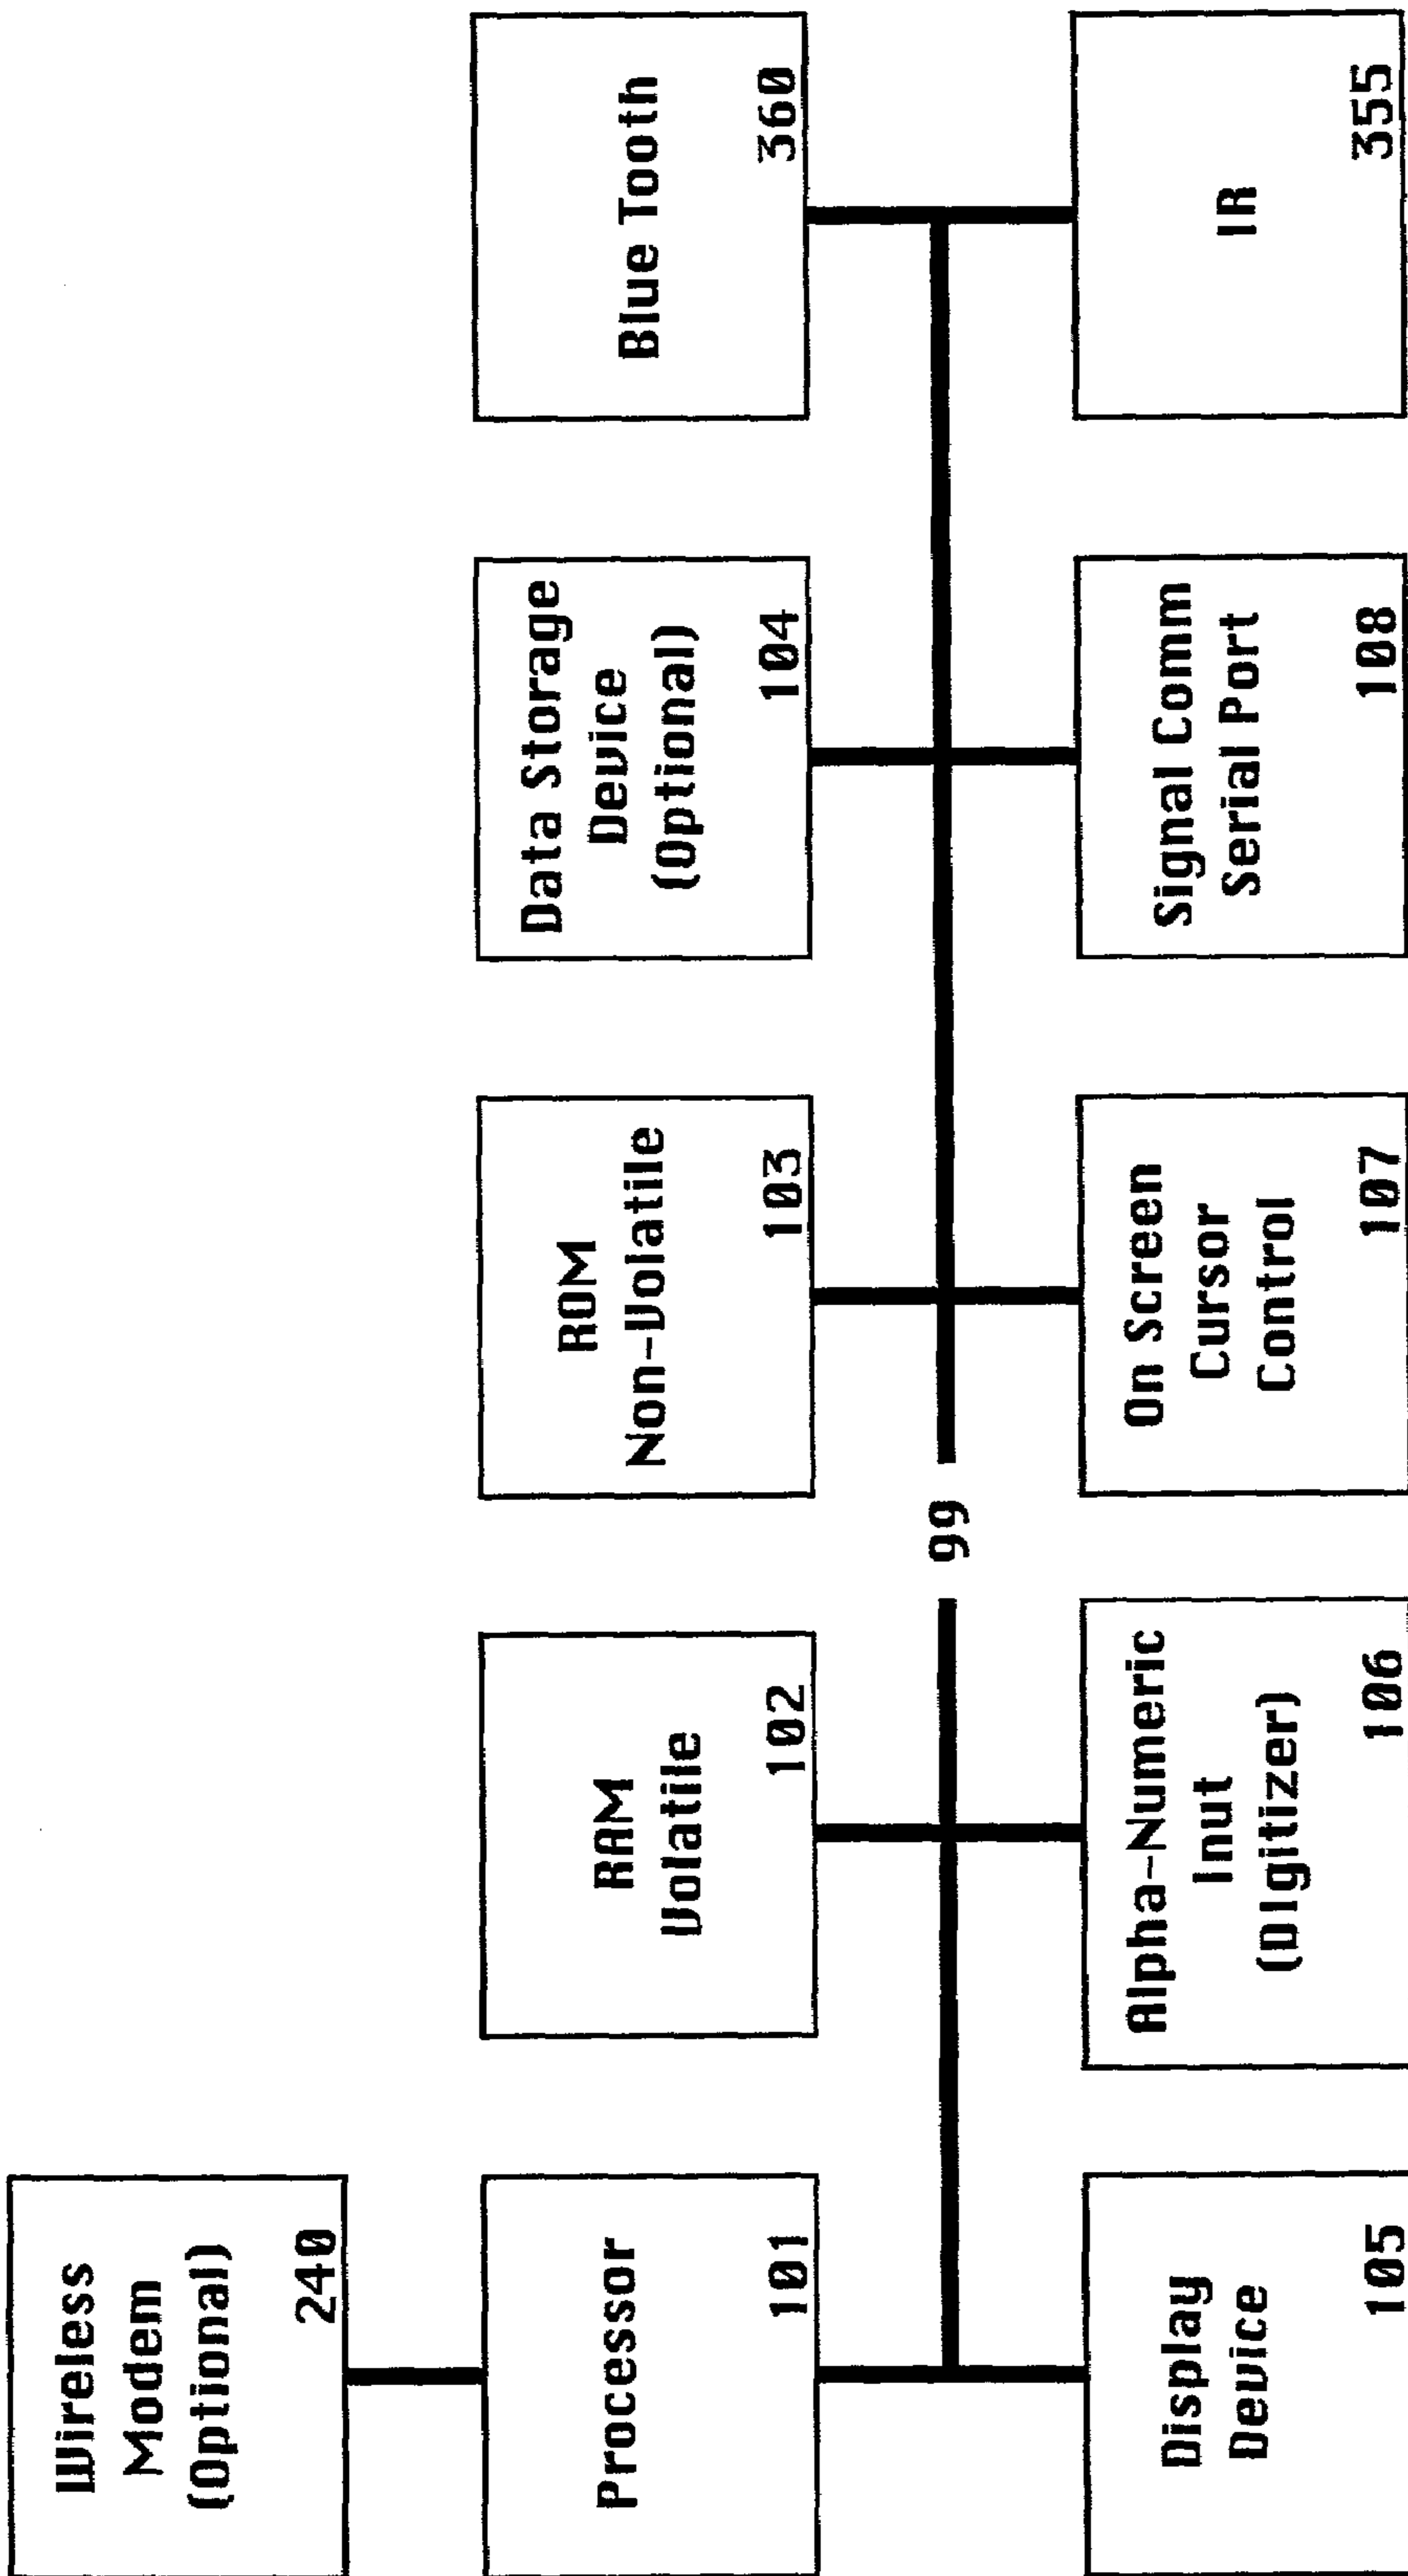 Wireless
Modem
(Optional)
240
Processor
101
RAM
Volatile
102
ROM
Non-Volatile
103
Data Storage
Device
(Optional)
104
Blue Tooth
360
99
Display
Device
105
Alpha-Numeric
Inut
(DIgitizer)
106
On Screen
Cursor
Control
107
Signal Comm
Serial Port
108
IR
355